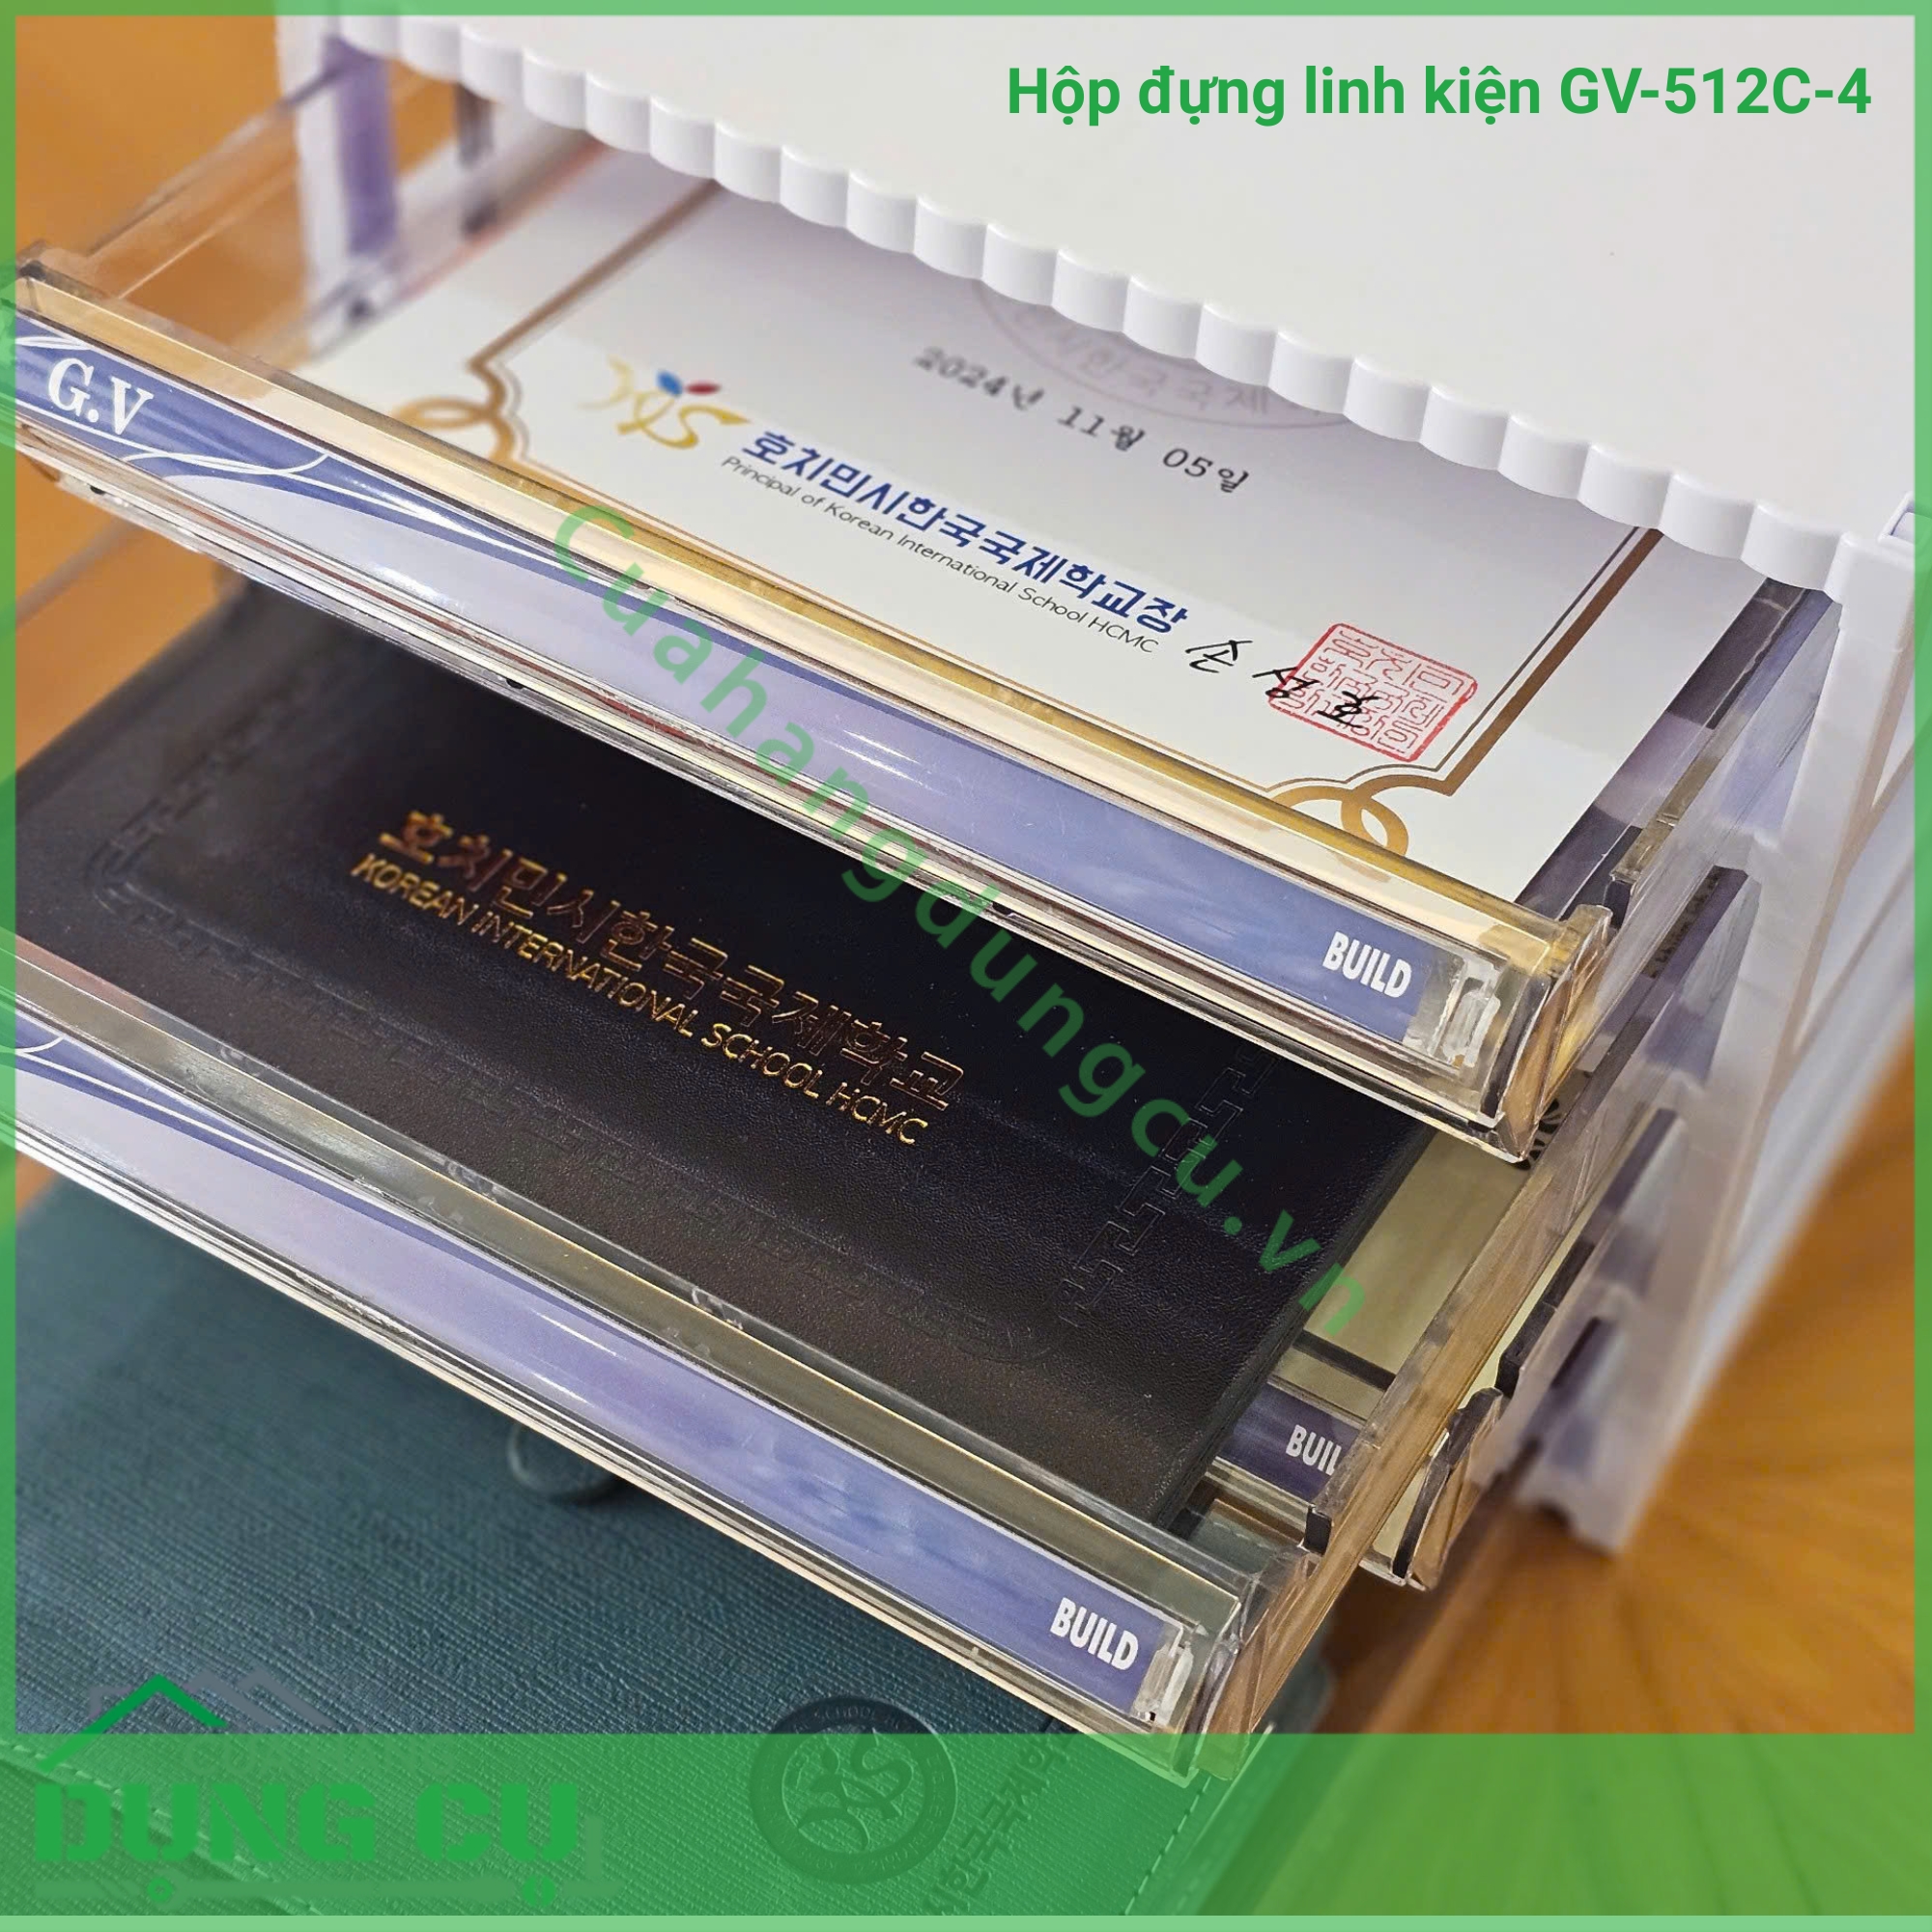 Hộp đựng linh kiện GV-512C-4
2024년 11월 05일
호치민시한국국제학교장
Principal of Korean International School HCMC
G.V
BUILD
호치민시한국국제학교
KOREAN INTERNATIONAL SCHOOL HCMC
Cuahangdungcu.vn
BUIL
BUILD
DỤNG CỤ